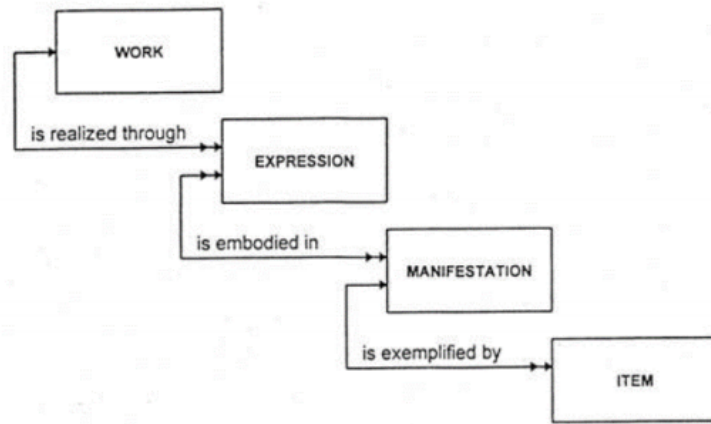 WORK
is realized through
EXPRESSION
is embodied in
MANIFESTATION
is exemplified by
ITEM